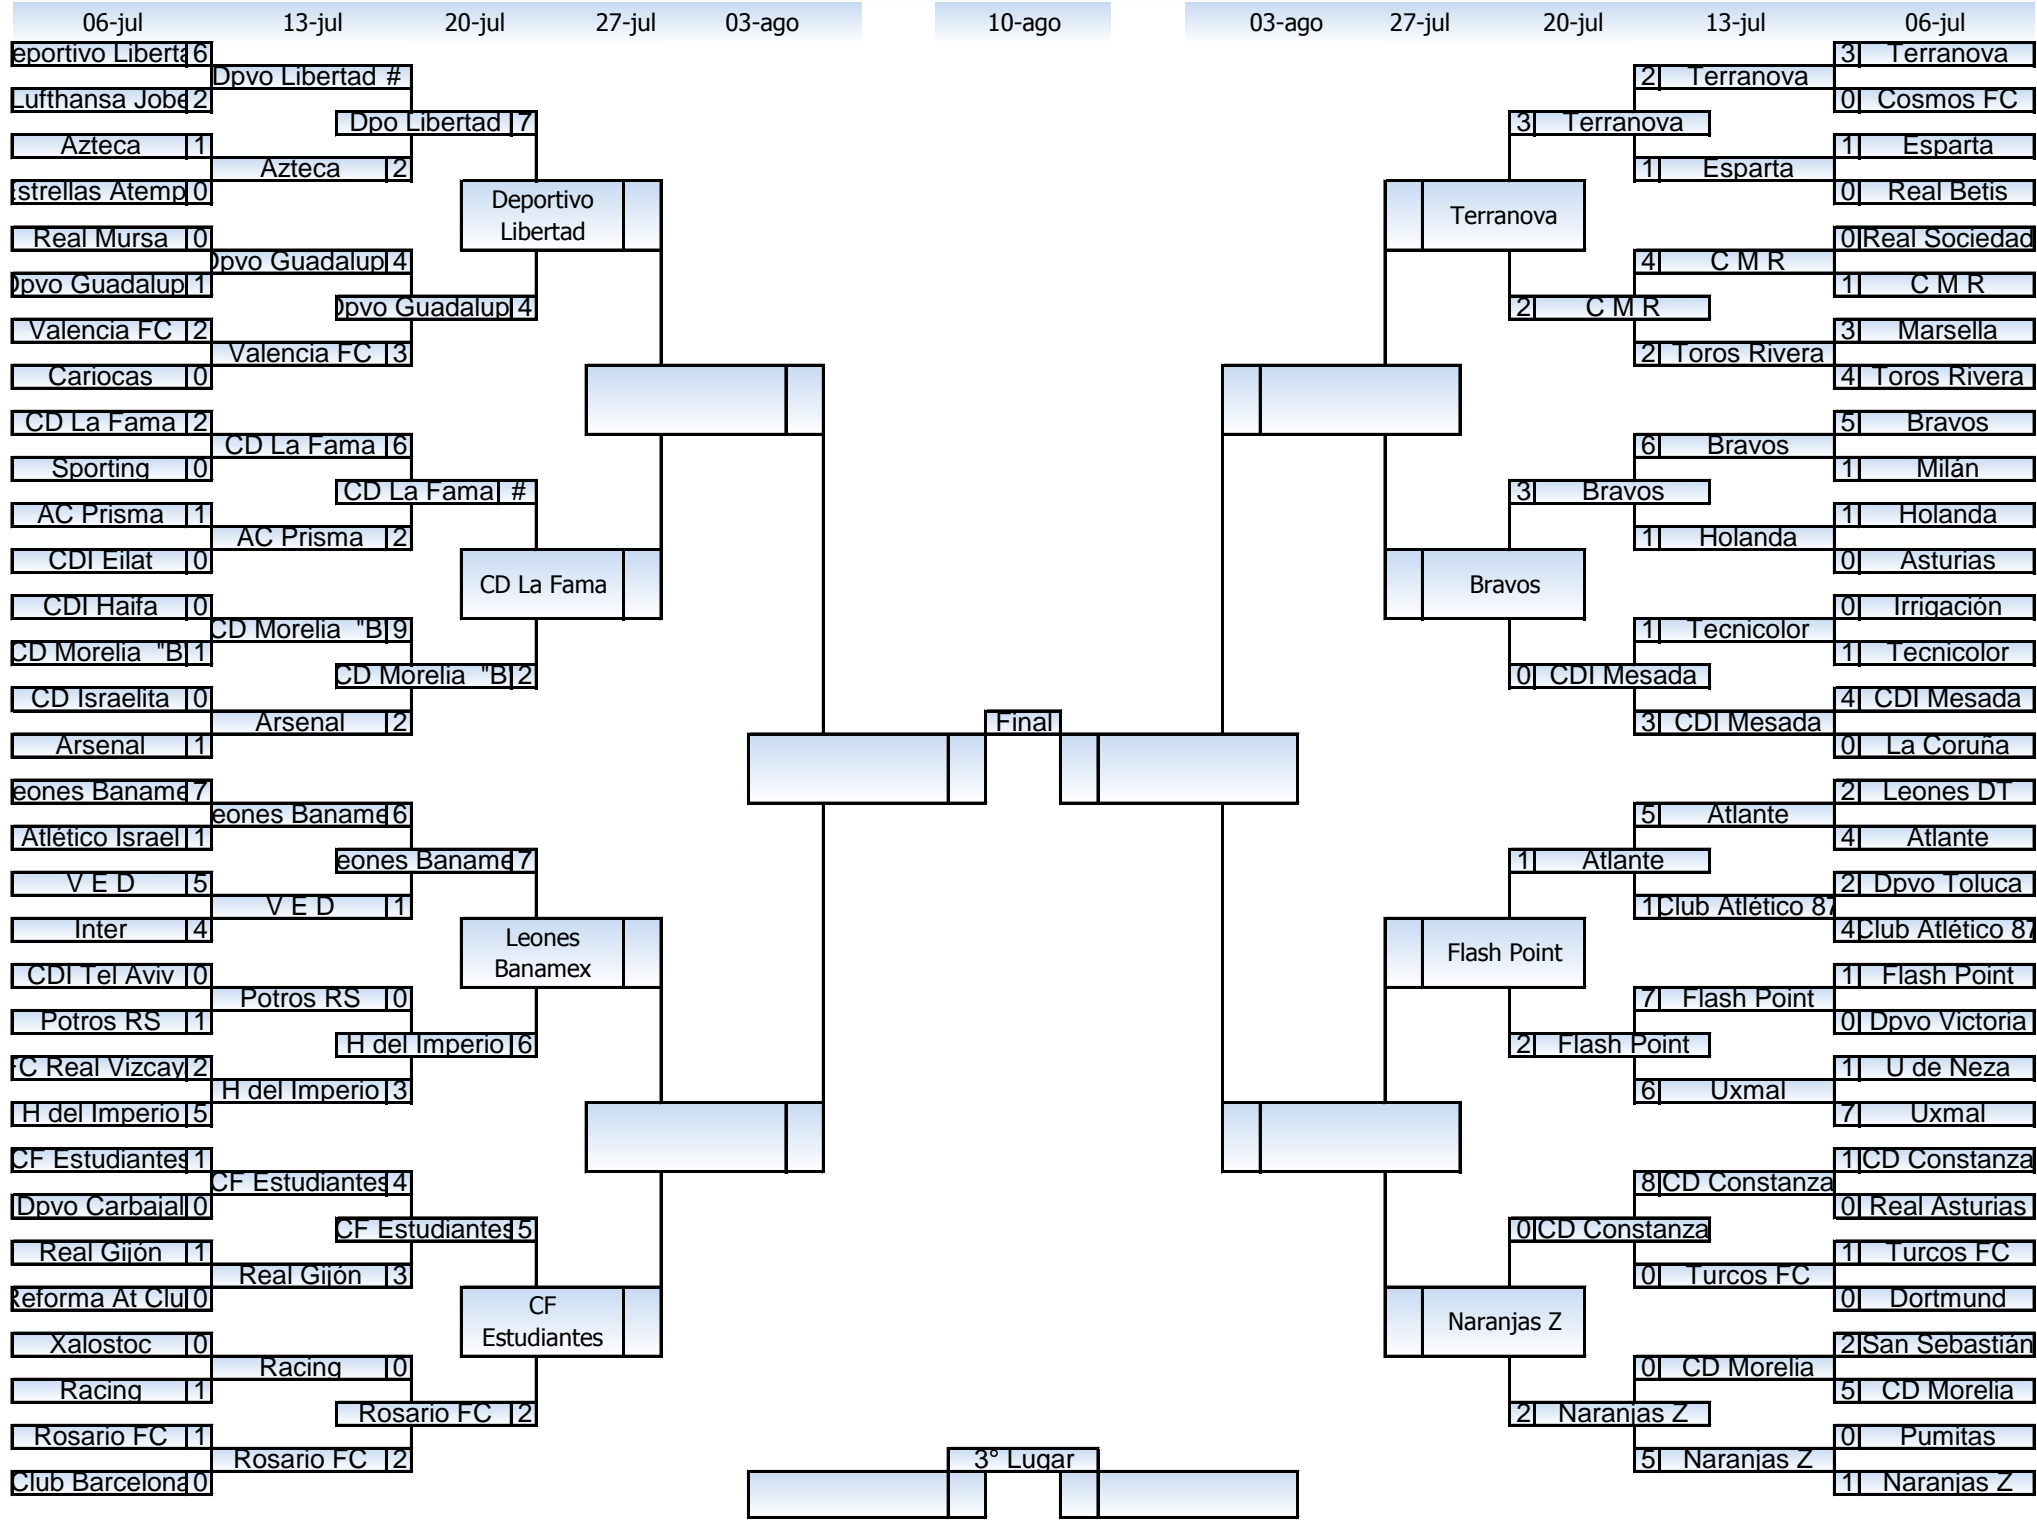 06-jul 13-jul 20-jul 27-jul 03-ago 10-ago 03-ago 27-jul 20-jul 13-jul 06-jul
eportivo Liberta 6 3 Terranova
Dpvo Libertad # 2 Terranova
Lufthansa Jobe 2 0 Cosmos FC
Dpo Libertad 7 3 Terranova
Azteca 1 1 Esparta
Azteca 2 1 Esparta
strellas Atemp 0 0 Real Betis
Deportivo
Libertad
Terranova
Real Mursa 0 0 Real Sociedad
Dpvo Guadalup 4 4 C M R
Dpvo Guadalup 1 1 C M R
Dpvo Guadalup 4 2 C M R
Valencia FC 2 3 Marsella
Valencia FC 3 2 Toros Rivera
Cariocas 0 4 Toros Rivera
CD La Fama 2 5 Bravos
CD La Fama 6 6 Bravos
Sporting 0 1 Milán
CD La Fama # 3 Bravos
AC Prisma 1 1 Holanda
AC Prisma 2 1 Holanda
CDI Eilat 0 0 Asturias
CD La Fama Bravos
CDI Haifa 0 0 Irrigación
CD Morelia "B 9 1 Tecnicolor
CD Morelia "B 1 1 Tecnicolor
CD Morelia "B 2 0 CDI Mesada
CD Israelita 0 4 CDI Mesada
Arsenal 2 Final 3 CDI Mesada
Arsenal 1 0 La Coruña
eones Baname 7 2 Leones DT
eones Baname 6 5 Atlante
Atlético Israel 1 4 Atlante
eones Baname 7 1 Atlante
V E D 5 2 Dpvo Toluca
V E D 1 1 Club Atlético 87
Inter 4 4 Club Atlético 87
Leones
Banamex
Flash Point
CDI Tel Aviv 0 1 Flash Point
Potros RS 0 7 Flash Point
Potros RS 1 0 Dpvo Victoria
H del Imperio 6 2 Flash Point
C Real Vizcay 2 1 U de Neza
H del Imperio 3 6 Uxmal
H del Imperio 5 7 Uxmal
CF Estudiantes 1 1 CD Constanza
CF Estudiantes 4 8 CD Constanza
Dpvo Carbajal 0 0 Real Asturias
CF Estudiantes 5 0 CD Constanza
Real Gijón 1 1 Turcos FC
Real Gijón 3 0 Turcos FC
Reforma At Clu 0 0 Dortmund
CF
Estudiantes
Naranjas Z
Xalostoc 0 2 San Sebastián
Racing 0 0 CD Morelia
Racing 1 5 CD Morelia
Rosario FC 2 2 Naranjas Z
Rosario FC 1 0 Pumitas
Rosario FC 2 3° Lugar 5 Naranjas Z
Club Barcelona 0 1 Naranjas Z